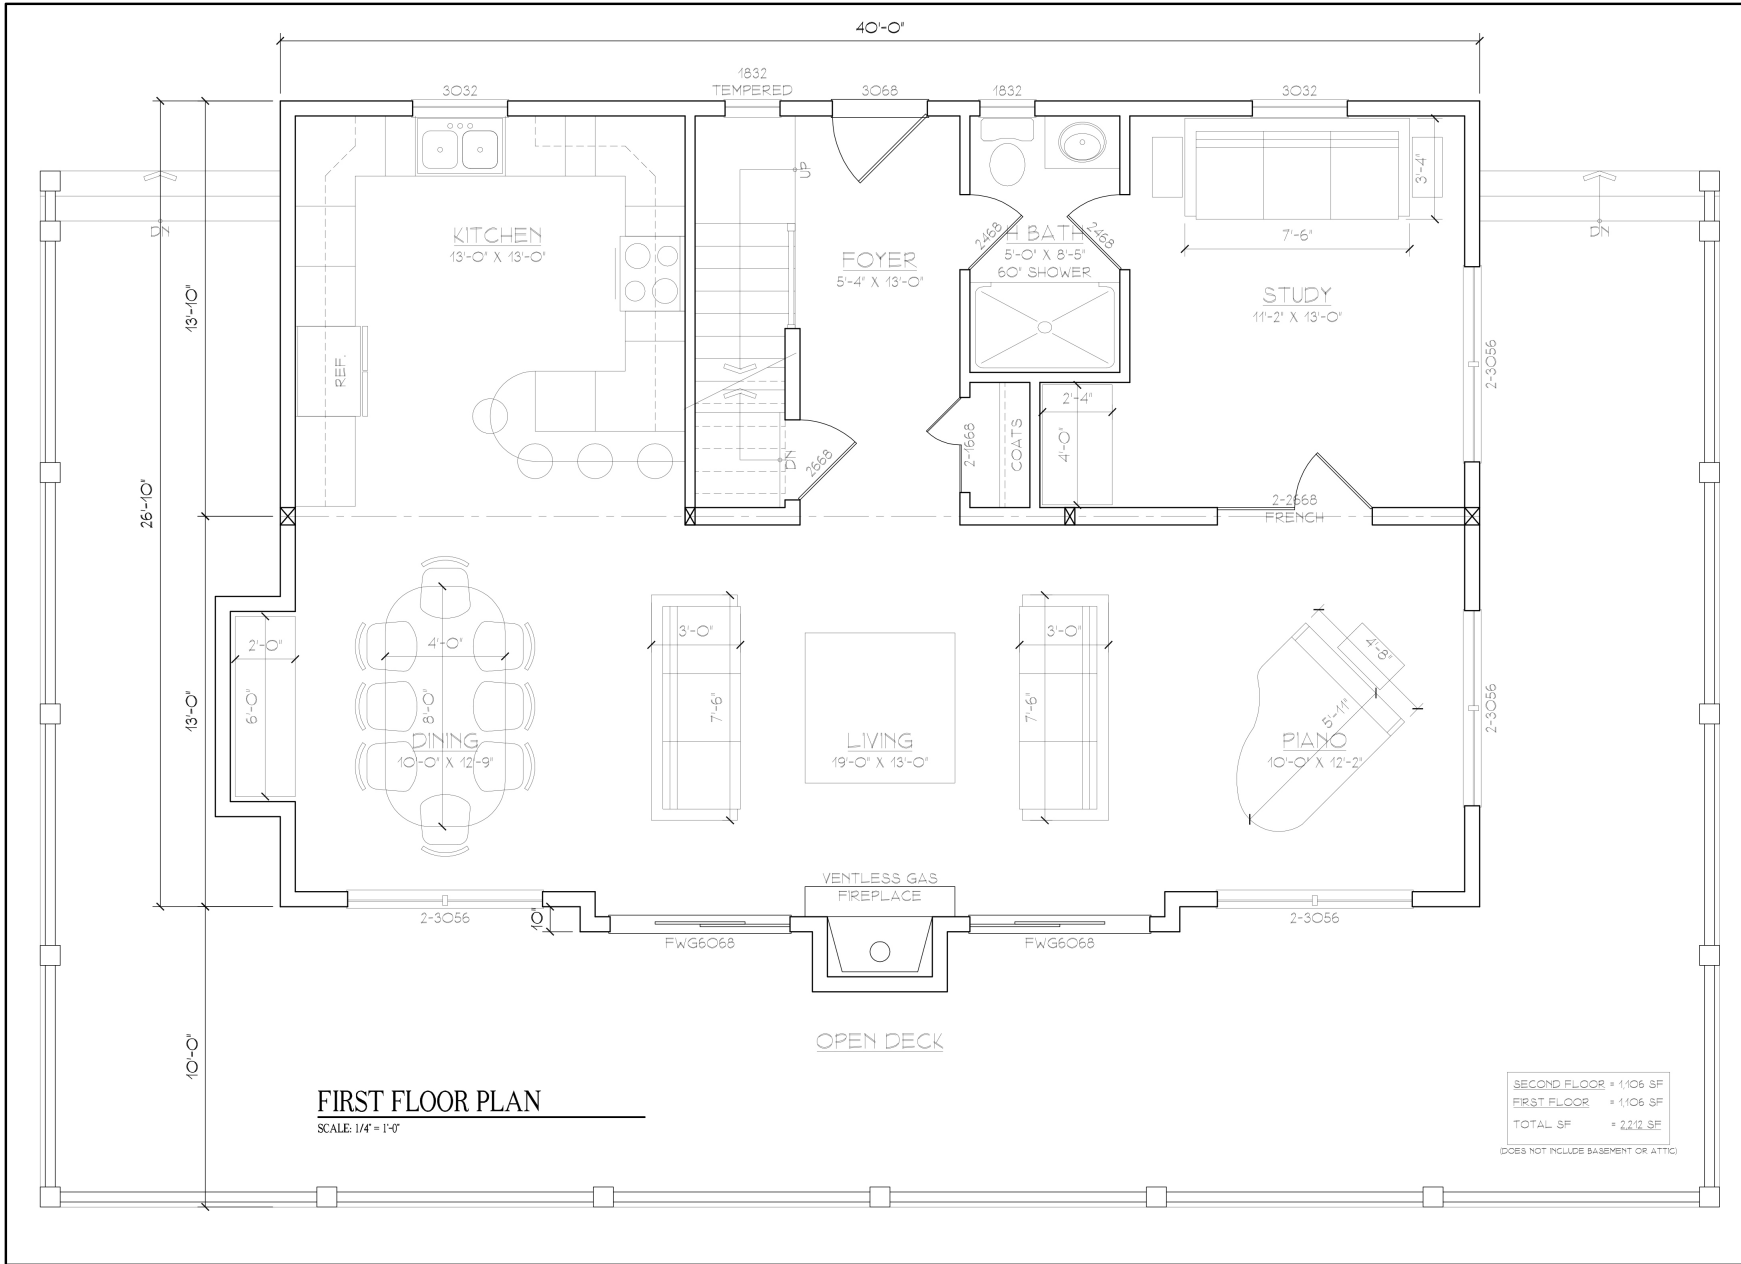 40'-0"
1832
TEMPERED
3032
3068
1832
3032
UP
3'-4"
DN
DN
KITCHEN
13'-0" X 13'-0"
FOYER
5'-4" X 13'-0"
2468
H BATH
5'-0" X 8'-5"
60" SHOWER
2468
7'-6"
STUDY
11'-2" X 13'-0"
13'-10"
REF.
2-3056
2'-4"
4'-0"
COATS
2-1668
2668
DN
26'-10"
2-2668
FRENCH
2'-0"
6'-0"
4'-0"
8'-0"
DINING
10'-0" X 12'-9"
3'-0"
7'-6"
LIVING
19'-0" X 13'-0"
3'-0"
7'-6"
4'-8"
5'-11"
PIANO
10'-0" X 12'-2"
2-3056
13'-0"
VENTLESS GAS
FIREPLACE
2-3056
10"
FWG6068
FWG6068
2-3056
OPEN DECK
10'-0"
FIRST FLOOR PLAN
SCALE: 1/4" = 1'-0"
SECOND FLOOR = 1,106 SF
FIRST FLOOR = 1,106 SF
TOTAL SF = 2,212 SF
(DOES NOT INCLUDE BASEMENT OR ATTIC)